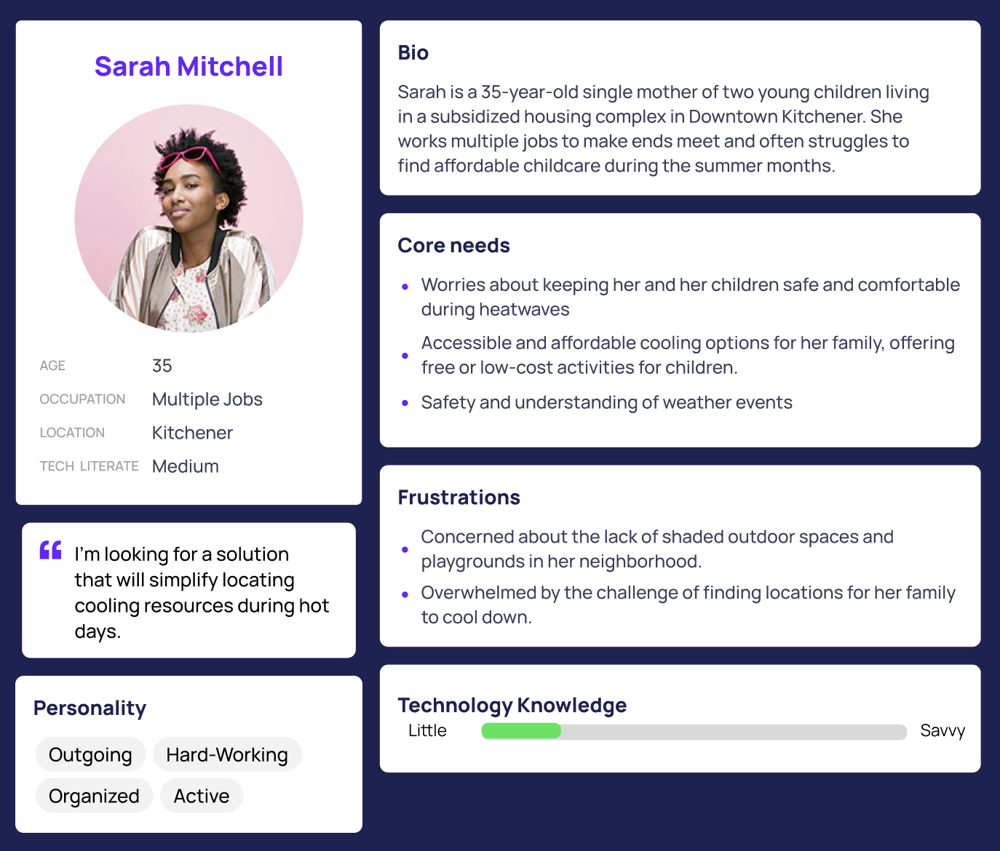 Sarah Mitchell
AGE 35
OCCUPATION Multiple Jobs
LOCATION Kitchener
TECH LITERATE Medium
“ I’m looking for a solution
that will simplify locating
cooling resources during hot
days.
Personality
Outgoing Hard-Working
Organized Active
Bio
Sarah is a 35-year-old single mother of two young children living
in a subsidized housing complex in Downtown Kitchener. She
works multiple jobs to make ends meet and often struggles to
find affordable childcare during the summer months.
Core needs
• Worries about keeping her and her children safe and comfortable
during heatwaves
• Accessible and affordable cooling options for her family, offering
free or low-cost activities for children.
• Safety and understanding of weather events
Frustrations
• Concerned about the lack of shaded outdoor spaces and
playgrounds in her neighborhood.
• Overwhelmed by the challenge of finding locations for her family
to cool down.
Technology Knowledge
Little Savvy